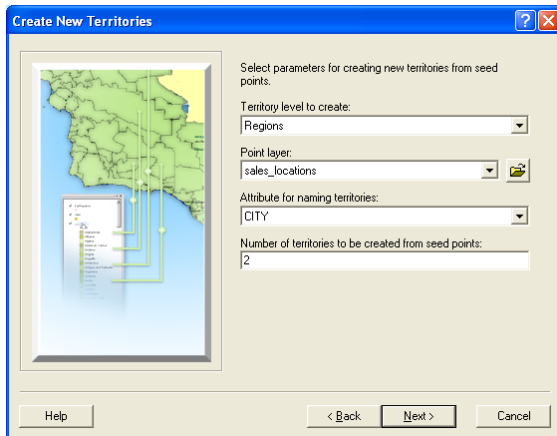 Create New Territories
Select parameters for creating new territories from seed
points.
Territory level to create:
Regions
Point layer:
sales_locations
Attribute for naming territories:
CITY
Number of territories to be created from seed points:
2
Help
< Back
Next >
Cancel